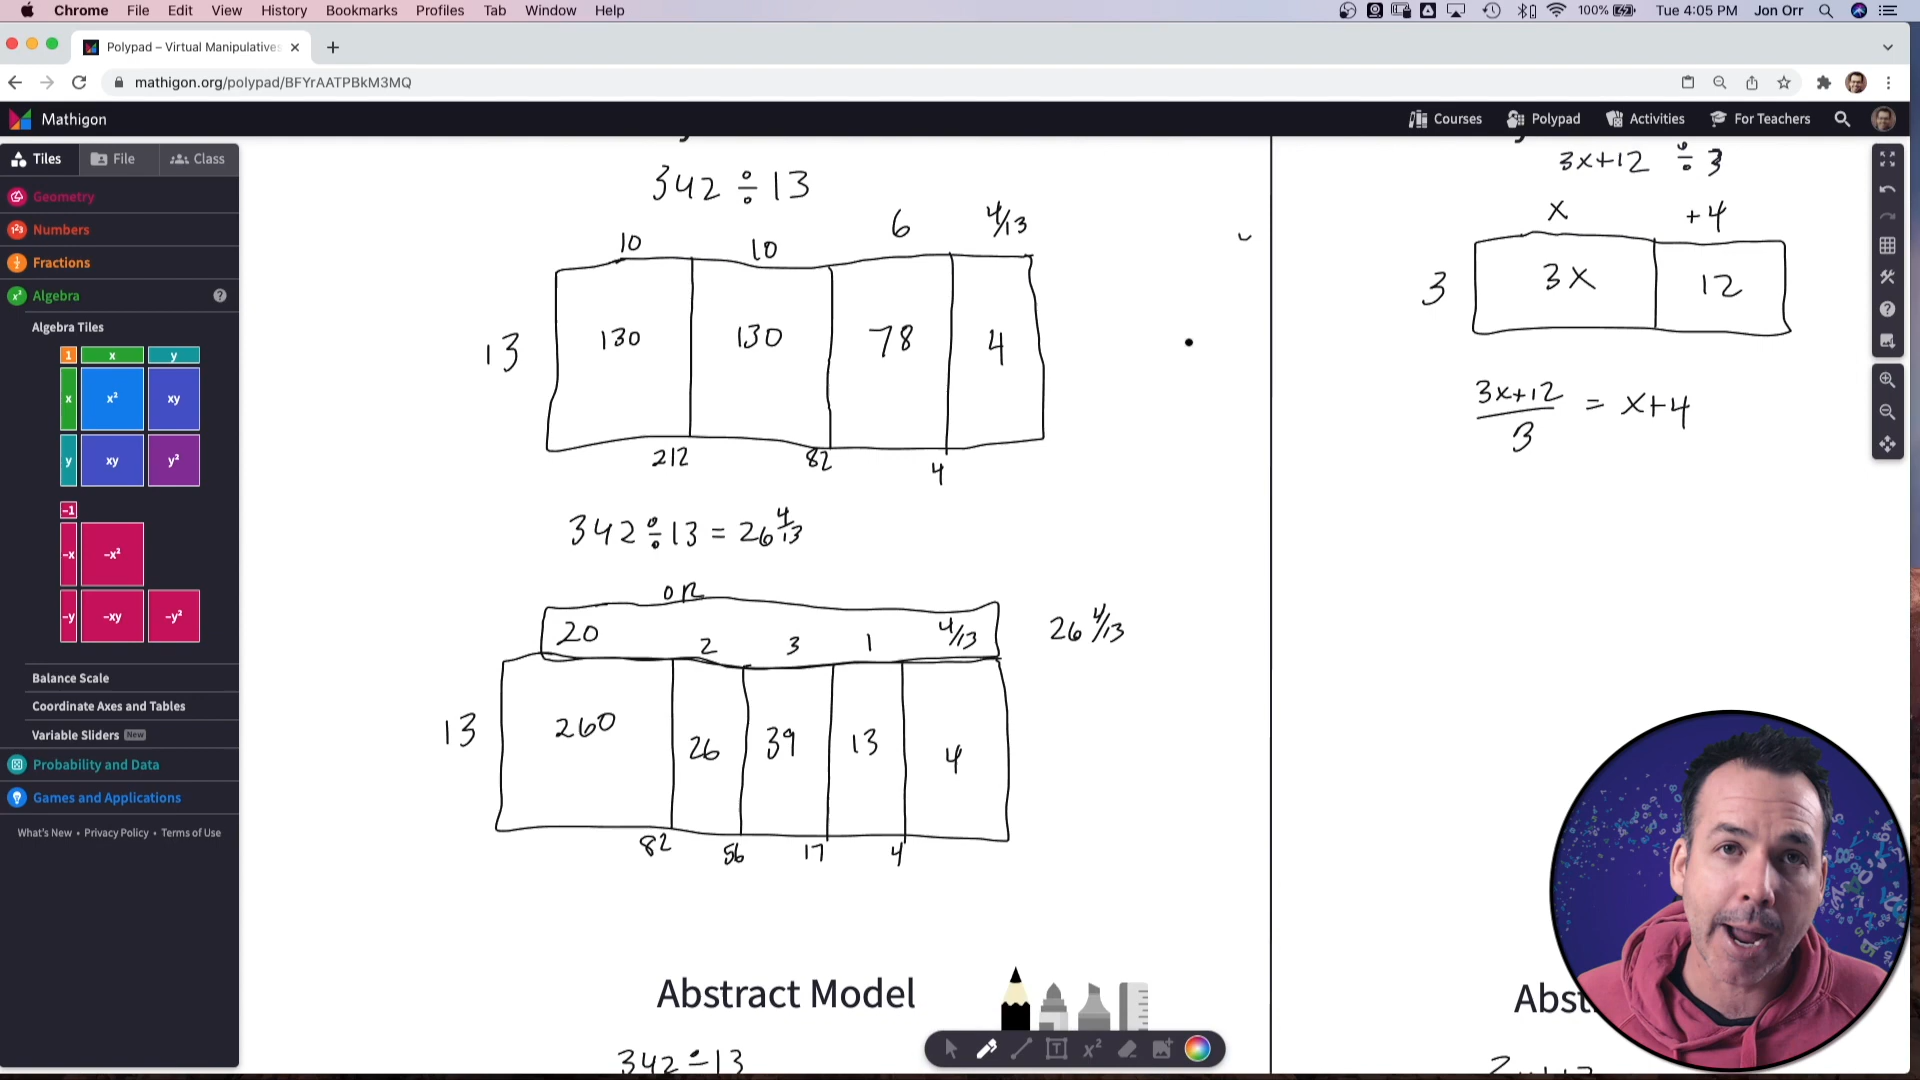 Chrome File Edit View History Bookmarks Profiles Tab Window Help 100% Tue 4:05 PM Jon Orr
Polypad – Virtual Manipulatives
mathigon.org/polypad/BFYrAATPBkM3MQ
Mathigon Courses Polypad Activities For Teachers
Tiles File Class
Geometry
Numbers
Fractions
Algebra
Algebra Tiles
1 x y
x x² xy
y xy y²
-1
-x -x²
-y -xy -y²
Balance Scale
Coordinate Axes and Tables
Variable Sliders New
Probability and Data
Games and Applications
What's New • Privacy Policy • Terms of Use
342 ÷ 13
10 10 6 4/13
13 130 130 78 4
212 82 4
342 ÷ 13 = 26 4/13
OR
20 2 3 1 4/13 26 4/13
13 260 26 39 13 4
82 56 17 4
Abstract Model
342 ÷ 13
3x+12 ÷ 3
x +4
3 3x 12
3x+12
3
= x+4